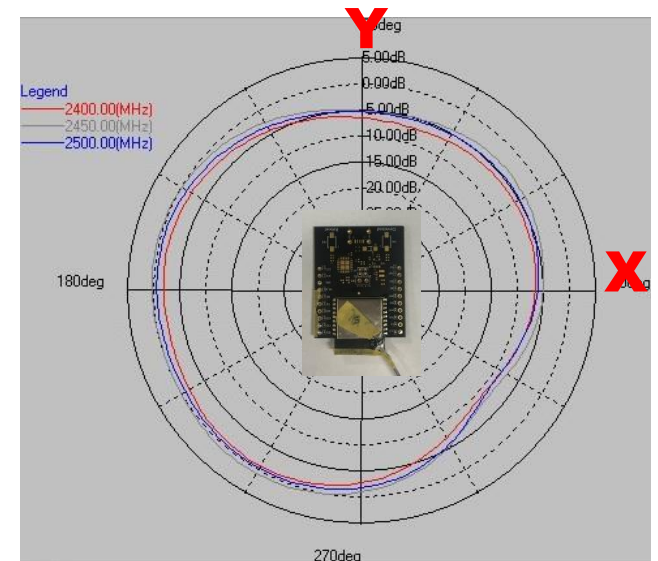 Y
deg
5.00dB
0.00dB
Legend
2400.00(MHz)
2450.00(MHz)
2500.00(MHz)
-5.00dB
-10.00dB
-15.00dB
-20.00dB
180deg
X
270deg